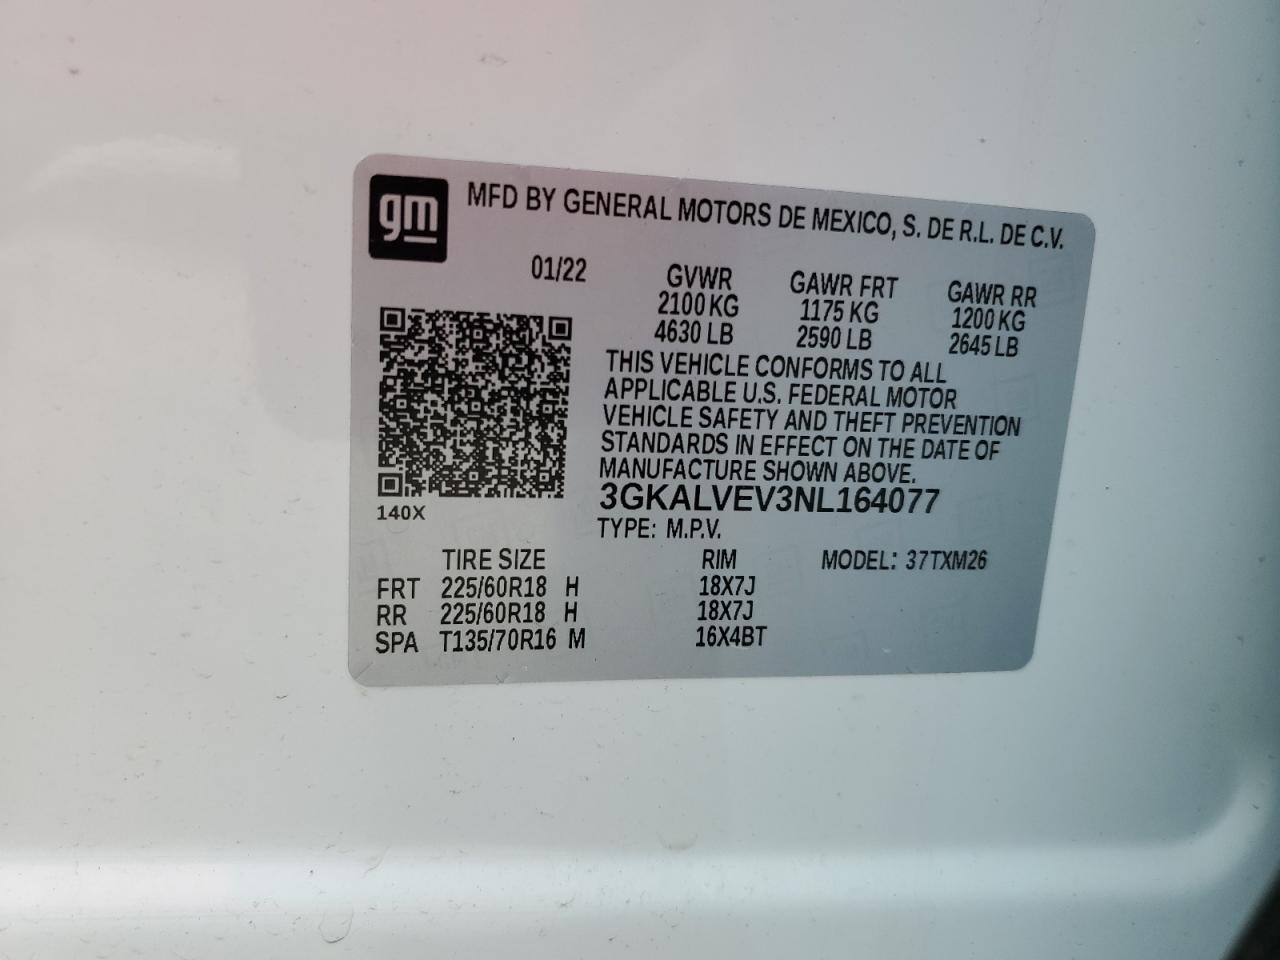 gm MFD BY GENERAL MOTORS DE MEXICO, S. DE R.L. DE C.V.
01/22 GVWR GAWR FRT GAWR RR
2100 KG 1175 KG 1200 KG
4630 LB 2590 LB 2645 LB
THIS VEHICLE CONFORMS TO ALL
APPLICABLE U.S. FEDERAL MOTOR
VEHICLE SAFETY AND THEFT PREVENTION
STANDARDS IN EFFECT ON THE DATE OF
MANUFACTURE SHOWN ABOVE.
3GKALVEV3NL164077
140X
TYPE: M.P.V.
TIRE SIZE RIM MODEL: 37TXM26
FRT 225/60R18 H 18X7J
RR 225/60R18 H 18X7J
SPA T135/70R16 M 16X4BT